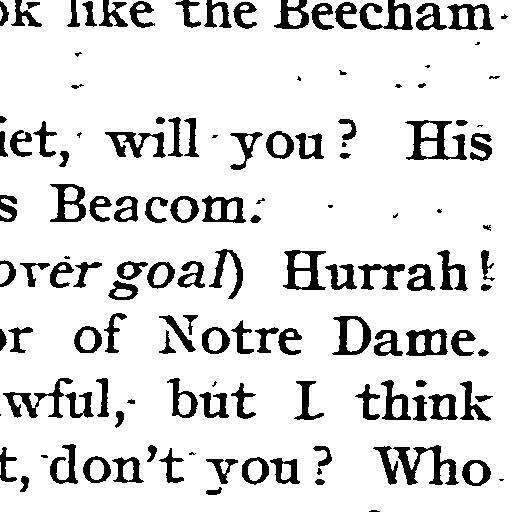 ok like the Beecham
iet, will you? His
s Beacom.
over goal) Hurrah!
or of Notre Dame.
wful, but I think
t, don't you? Who